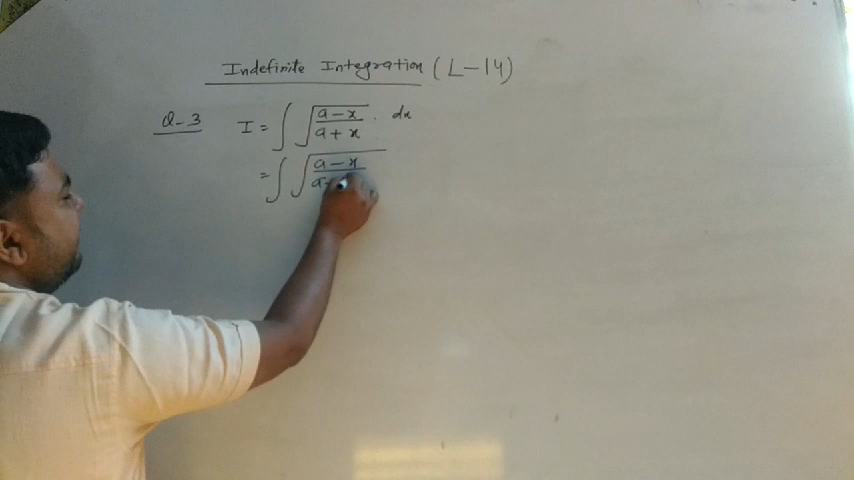 Indefinite Integration (L-14)
Q-3 I = ∫ √(a-x / a+x) . dx
= ∫ √(a-x / a